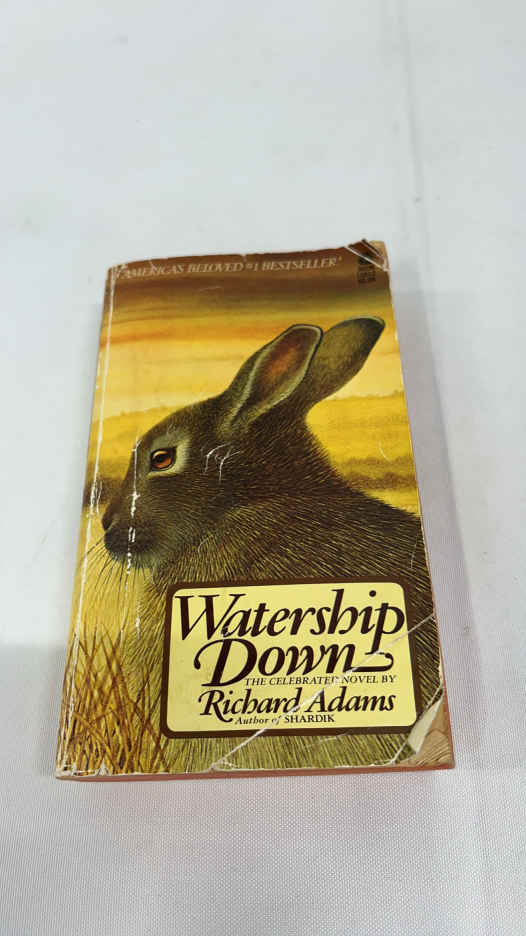 "AMERICA'S BELOVED #1 BESTSELLER"
Watership
Down
THE CELEBRATED NOVEL BY
Richard Adams
Author of SHARDIK